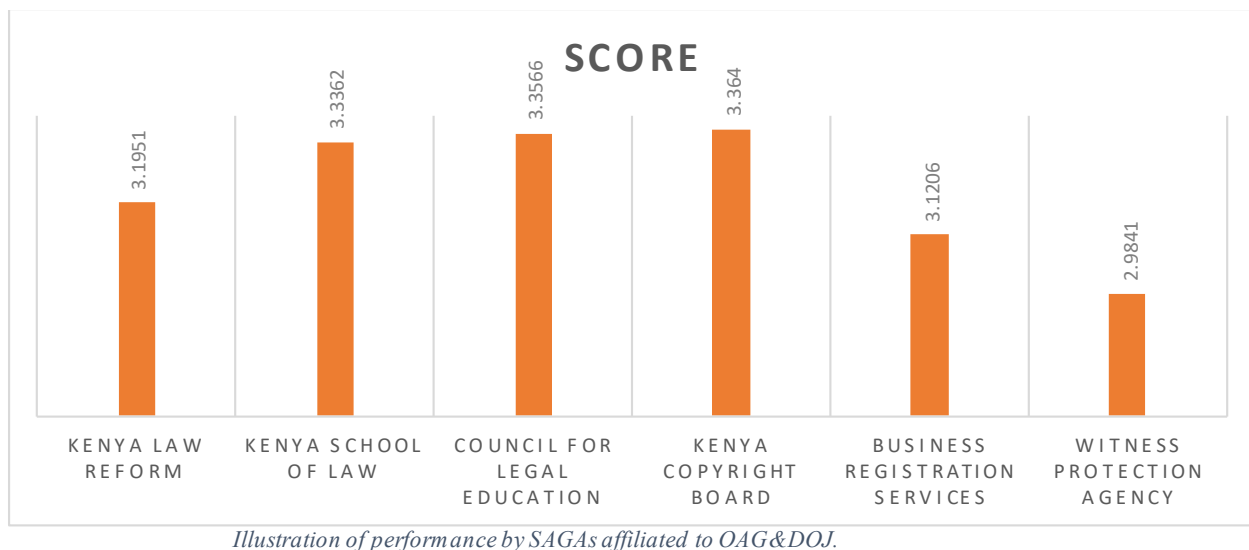 SCORE
3.1951
3.3362
3.3566
3.364
3.1206
2.9841
KENYA LAW
REFORM
KENYA SCHOOL
OF LAW
COUNCIL FOR
LEGAL
EDUCATION
KENYA
COPYRIGHT
BOARD
BUSINESS
REGISTRATION
SERVICES
WITNESS
PROTECTION
AGENCY
Illustration of performance by SAGAs affiliated to OAG&DOJ.